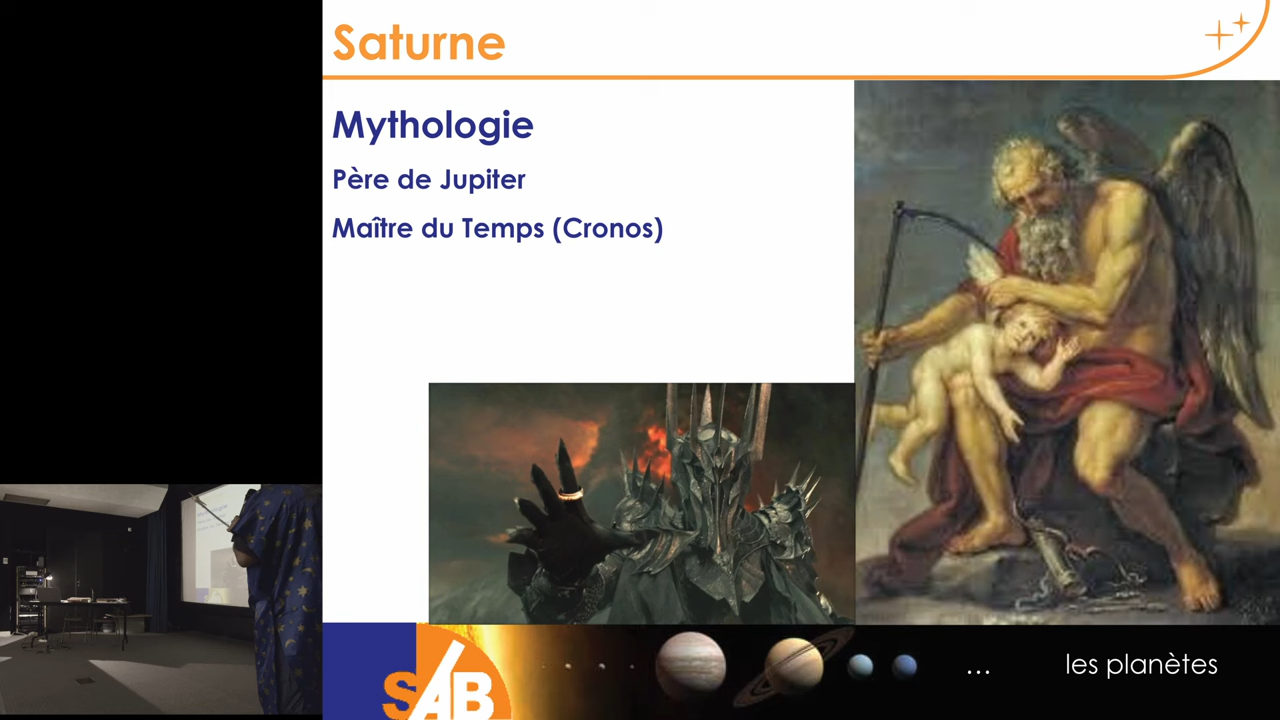 Saturne
Mythologie
Père de Jupiter
Maître du Temps (Cronos)
SAB
... les planètes